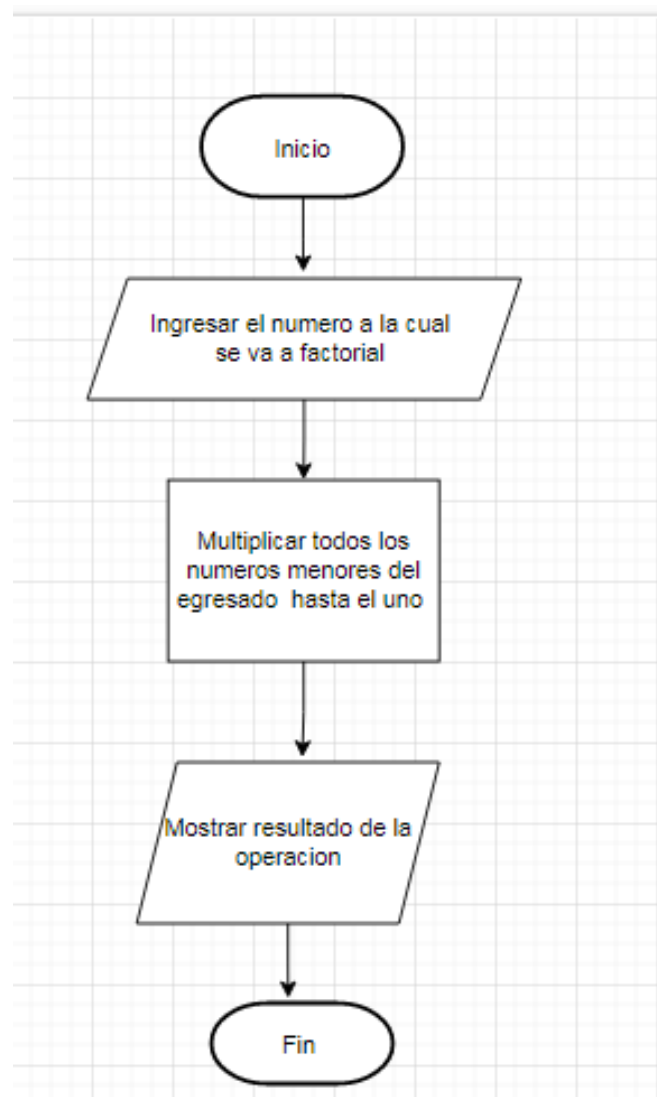 Inicio
Ingresar el numero a la cual
se va a factorial
Multiplicar todos los
numeros menores del
egresado hasta el uno
Mostrar resultado de la
operacion
Fin